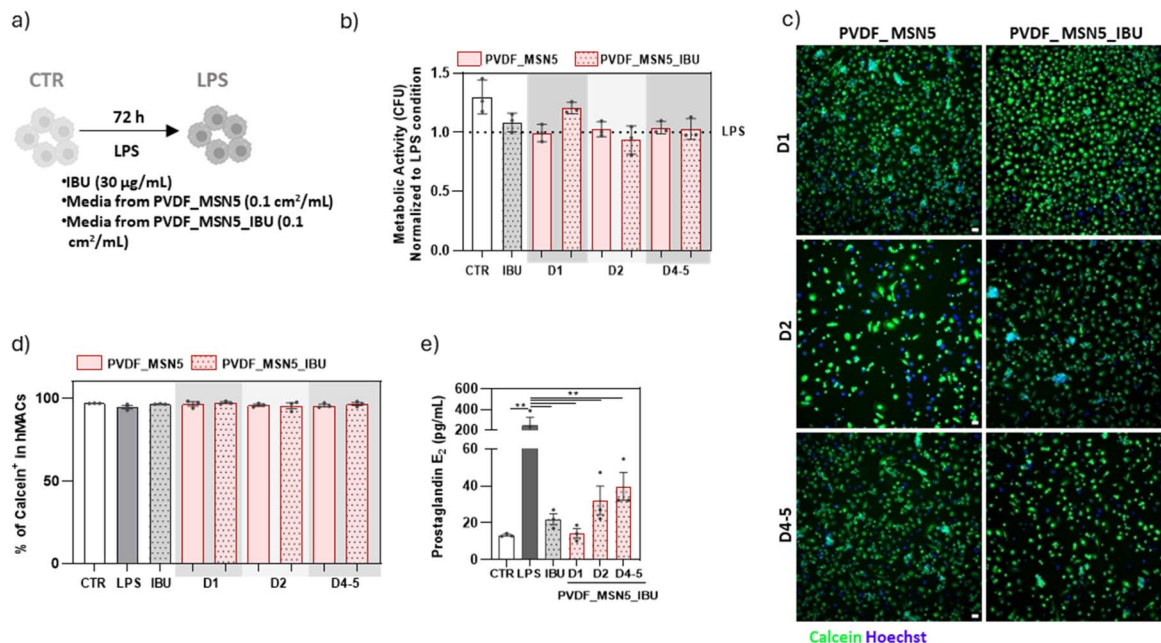 a)
CTR
LPS
72 h
LPS
•IBU (30 µg/mL)
•Media from PVDF_MSN5 (0.1 cm²/mL)
•Media from PVDF_MSN5_IBU (0.1
cm²/mL)
b)
PVDF_MSN5
PVDF_MSN5_IBU
Metabolic Activity (CFU)
Normalized to LPS condition
1.5
1.0
0.5
0.0
LPS
CTR
IBU
D1
D2
D4-5
c)
PVDF_MSN5
PVDF_MSN5_IBU
D1
D2
D4-5
Calcein Hoechst
d)
PVDF_MSN5
PVDF_MSN5_IBU
% of Calcein⁺ in hMACs
100
50
0
CTR
LPS
IBU
D1
D2
D4-5
e)
Prostaglandin E₂ (pg/mL)
600
400
200
60
40
20
0
**
**
CTR
LPS
IBU
D1
D2
D4-5
PVDF_MSN5_IBU